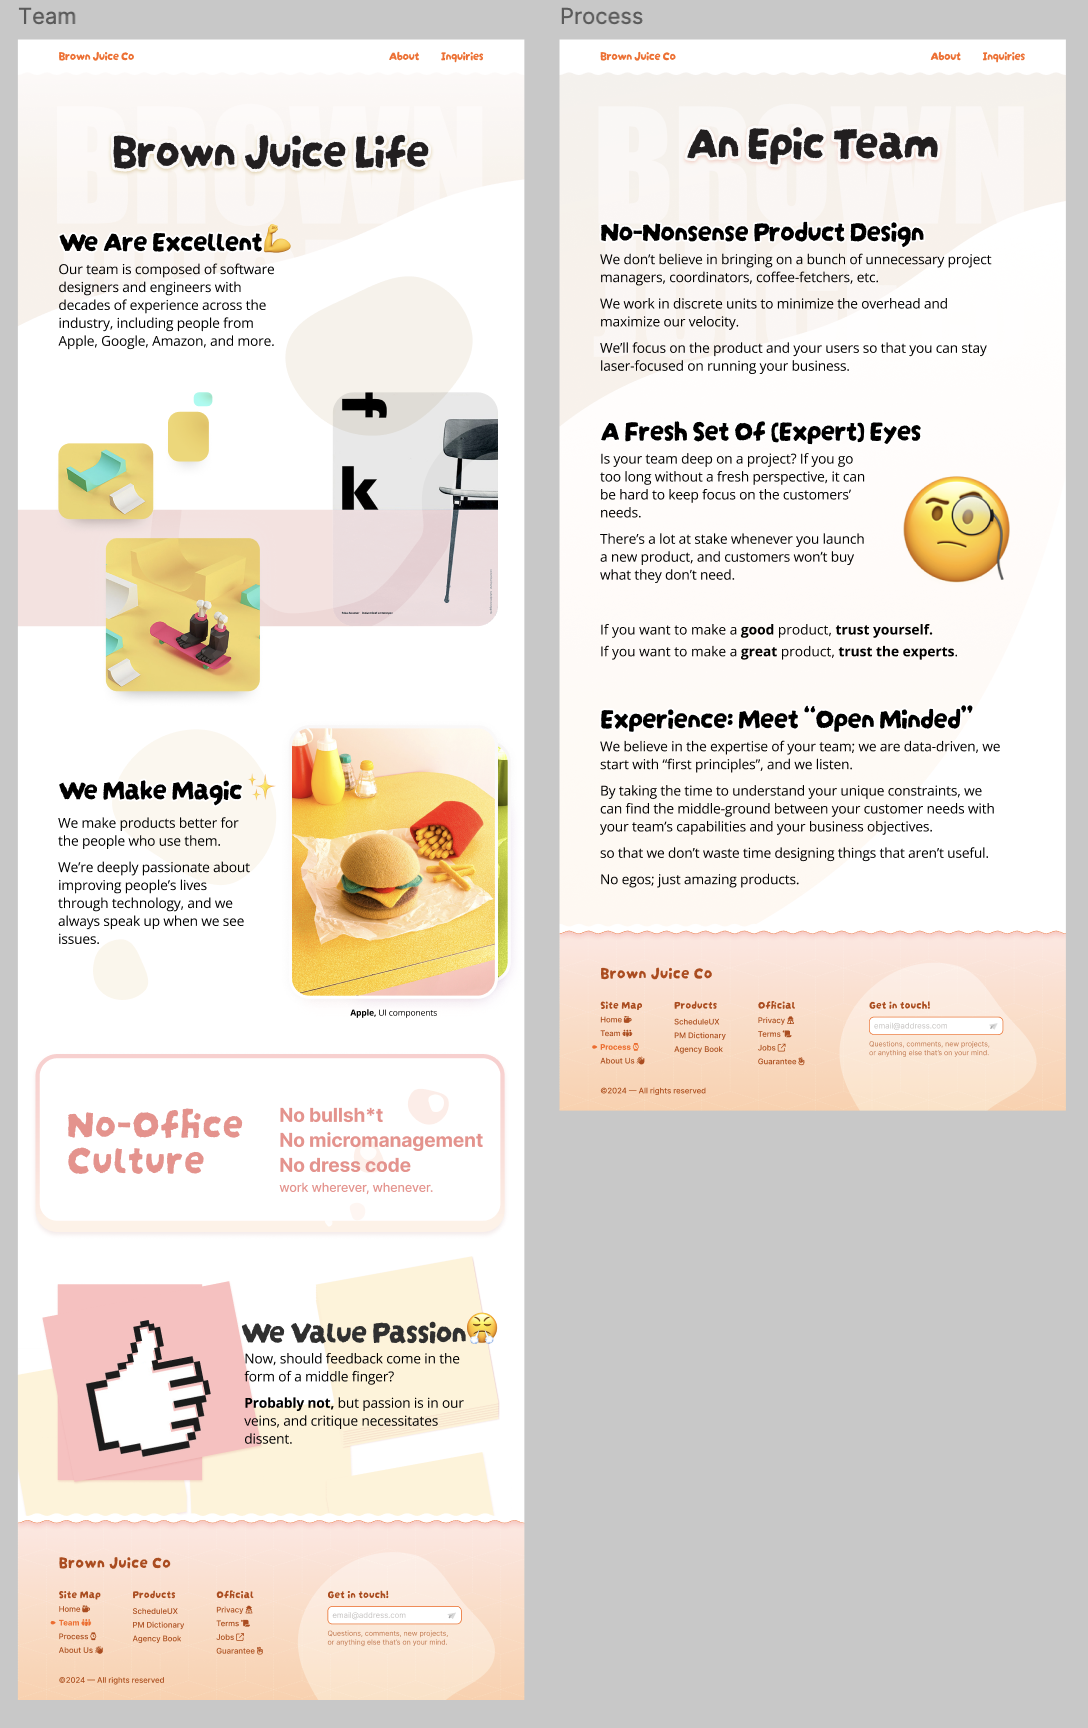 Team
Brown Juice Co
About
Inquiries
BROWN
Brown Juice Life
We Are Excellent💪
Our team is composed of software
designers and engineers with
decades of experience across the
industry, including people from
Apple, Google, Amazon, and more.
f
k
We Make Magic ✨
We make products better for
the people who use them.
We’re deeply passionate about
improving people’s lives
through technology, and we
always speak up when we see
issues.
Apple, UI components
No-Office
Culture
No bullsh*t
No micromanagement
No dress code
work wherever, whenever.
We Value Passion😤
Now, should feedback come in the
form of a middle finger?
Probably not, but passion is in our
veins, and critique necessitates
dissent.
Brown Juice Co
Site Map
Home
Team
Process
About Us
Products
ScheduleUX
PM Dictionary
Agency Book
Official
Privacy
Terms
Jobs
Guarantee
Get in touch!
email@address.com
Questions, comments, new projects,
or anything else that’s on your mind.
©2024 — All rights reserved
Process
Brown Juice Co
About
Inquiries
BROWN
An Epic Team
No-Nonsense Product Design
We don’t believe in bringing on a bunch of unnecessary project
managers, coordinators, coffee-fetchers, etc.
We work in discrete units to minimize the overhead and
maximize our velocity.
We’ll focus on the product and your users so that you can stay
laser-focused on running your business.
A Fresh Set Of (Expert) Eyes
Is your team deep on a project? If you go
too long without a fresh perspective, it can
be hard to keep focus on the customers’
needs.
There’s a lot at stake whenever you launch
a new product, and customers won’t buy
what they don’t need.
If you want to make a good product, trust yourself.
If you want to make a great product, trust the experts.
Experience: Meet “Open Minded”
We believe in the expertise of your team; we are data-driven, we
start with “first principles”, and we listen.
By taking the time to understand your unique constraints, we
can find the middle-ground between your customer needs with
your team’s capabilities and your business objectives.
so that we don’t waste time designing things that aren’t useful.
No egos; just amazing products.
Brown Juice Co
Site Map
Home
Team
Process
About Us
Products
ScheduleUX
PM Dictionary
Agency Book
Official
Privacy
Terms
Jobs
Guarantee
Get in touch!
email@address.com
Questions, comments, new projects,
or anything else that’s on your mind.
©2024 — All rights reserved